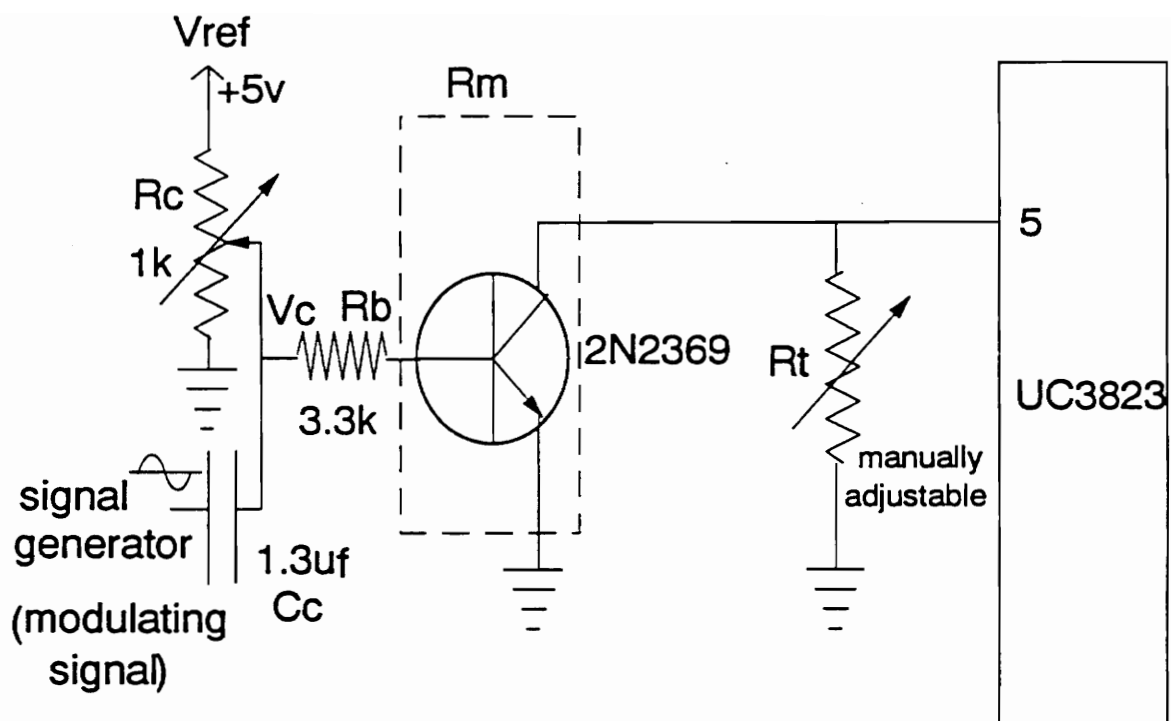 Vref
+5v
Rc
1k
Vc
Rb
3.3k
Rm
2N2369
5
Rt
manually
adjustable
UC3823
signal
generator
1.3uf
Cc
(modulating
signal)